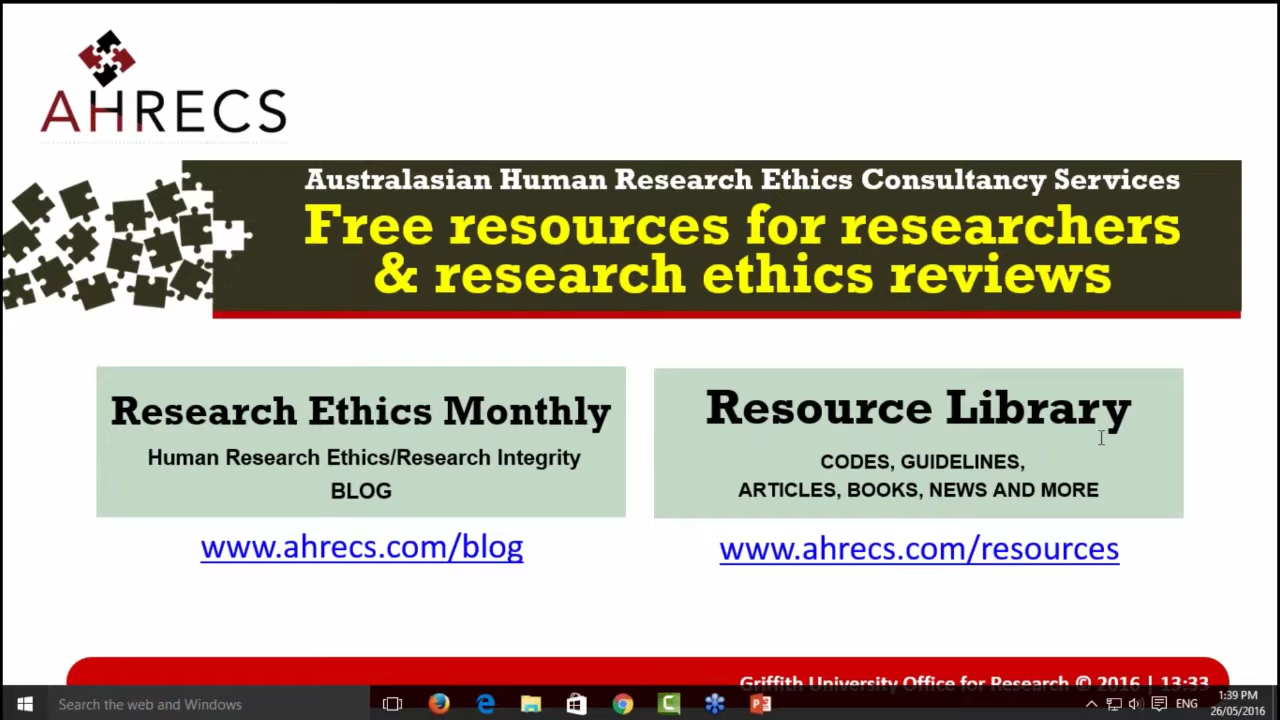 AHRECS
Australasian Human Research Ethics Consultancy Services
Free resources for researchers
& research ethics reviews
Research Ethics Monthly
Human Research Ethics/Research Integrity
BLOG
www.ahrecs.com/blog
Resource Library
CODES, GUIDELINES,
ARTICLES, BOOKS, NEWS AND MORE
www.ahrecs.com/resources
Griffith University Office for Research © 2016 | 13:33
Search the web and Windows
ENG
1:39 PM
26/05/2016